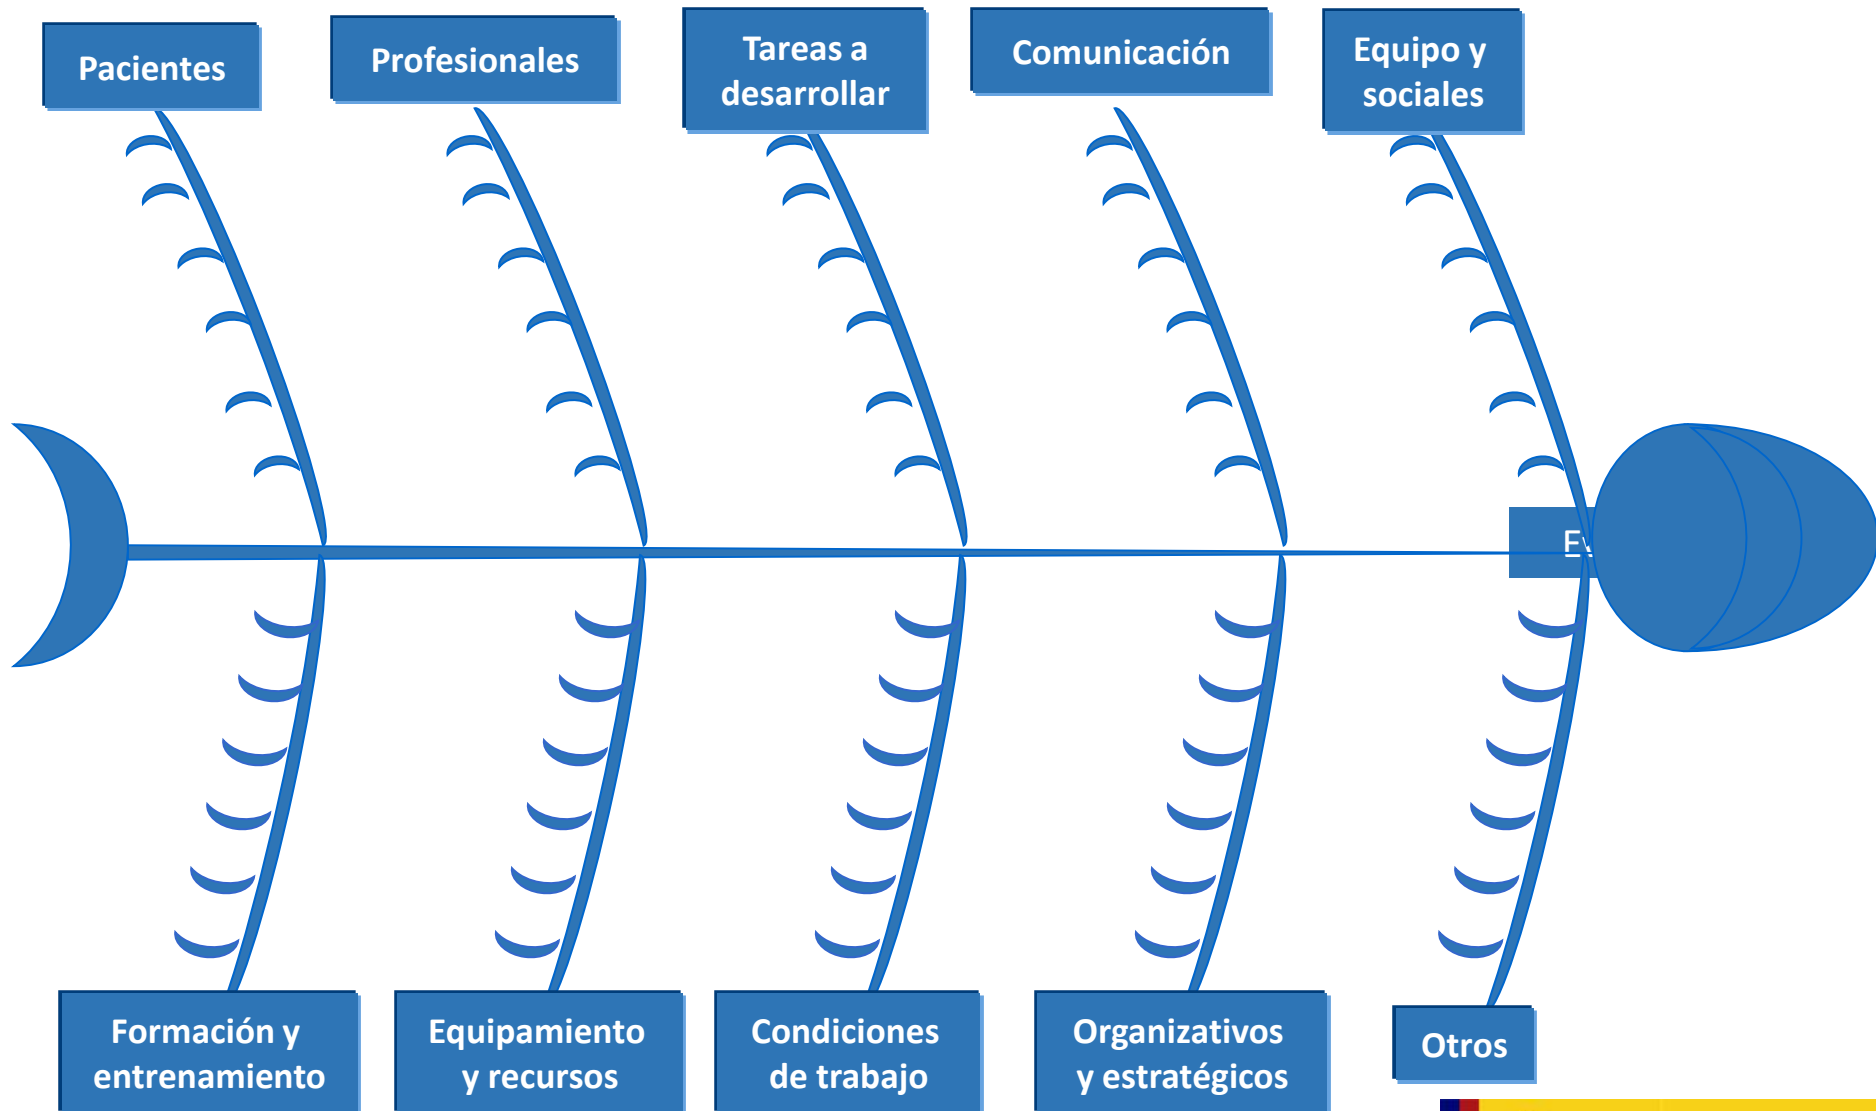 Pacientes
Profesionales
Tareas a
desarrollar
Comunicación
Equipo y
sociales
Formación y
entrenamiento
Equipamiento
y recursos
Condiciones
de trabajo
Organizativos
y estratégicos
Otros